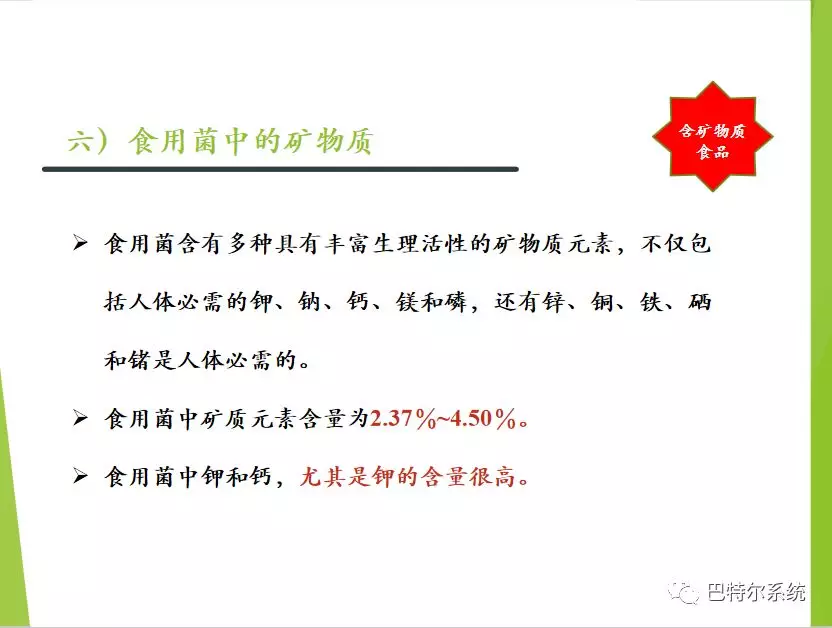 六）食用菌中的矿物质
含矿物质
食品
➢ 食用菌含有多种具有丰富生理活性的矿物质元素，不仅包
括人体必需的钾、钠、钙、镁和磷，还有锌、铜、铁、硒
和锗是人体必需的。
➢ 食用菌中矿质元素含量为2.37%~4.50%。
➢ 食用菌中钾和钙，尤其是钾的含量很高。
巴特尔系统